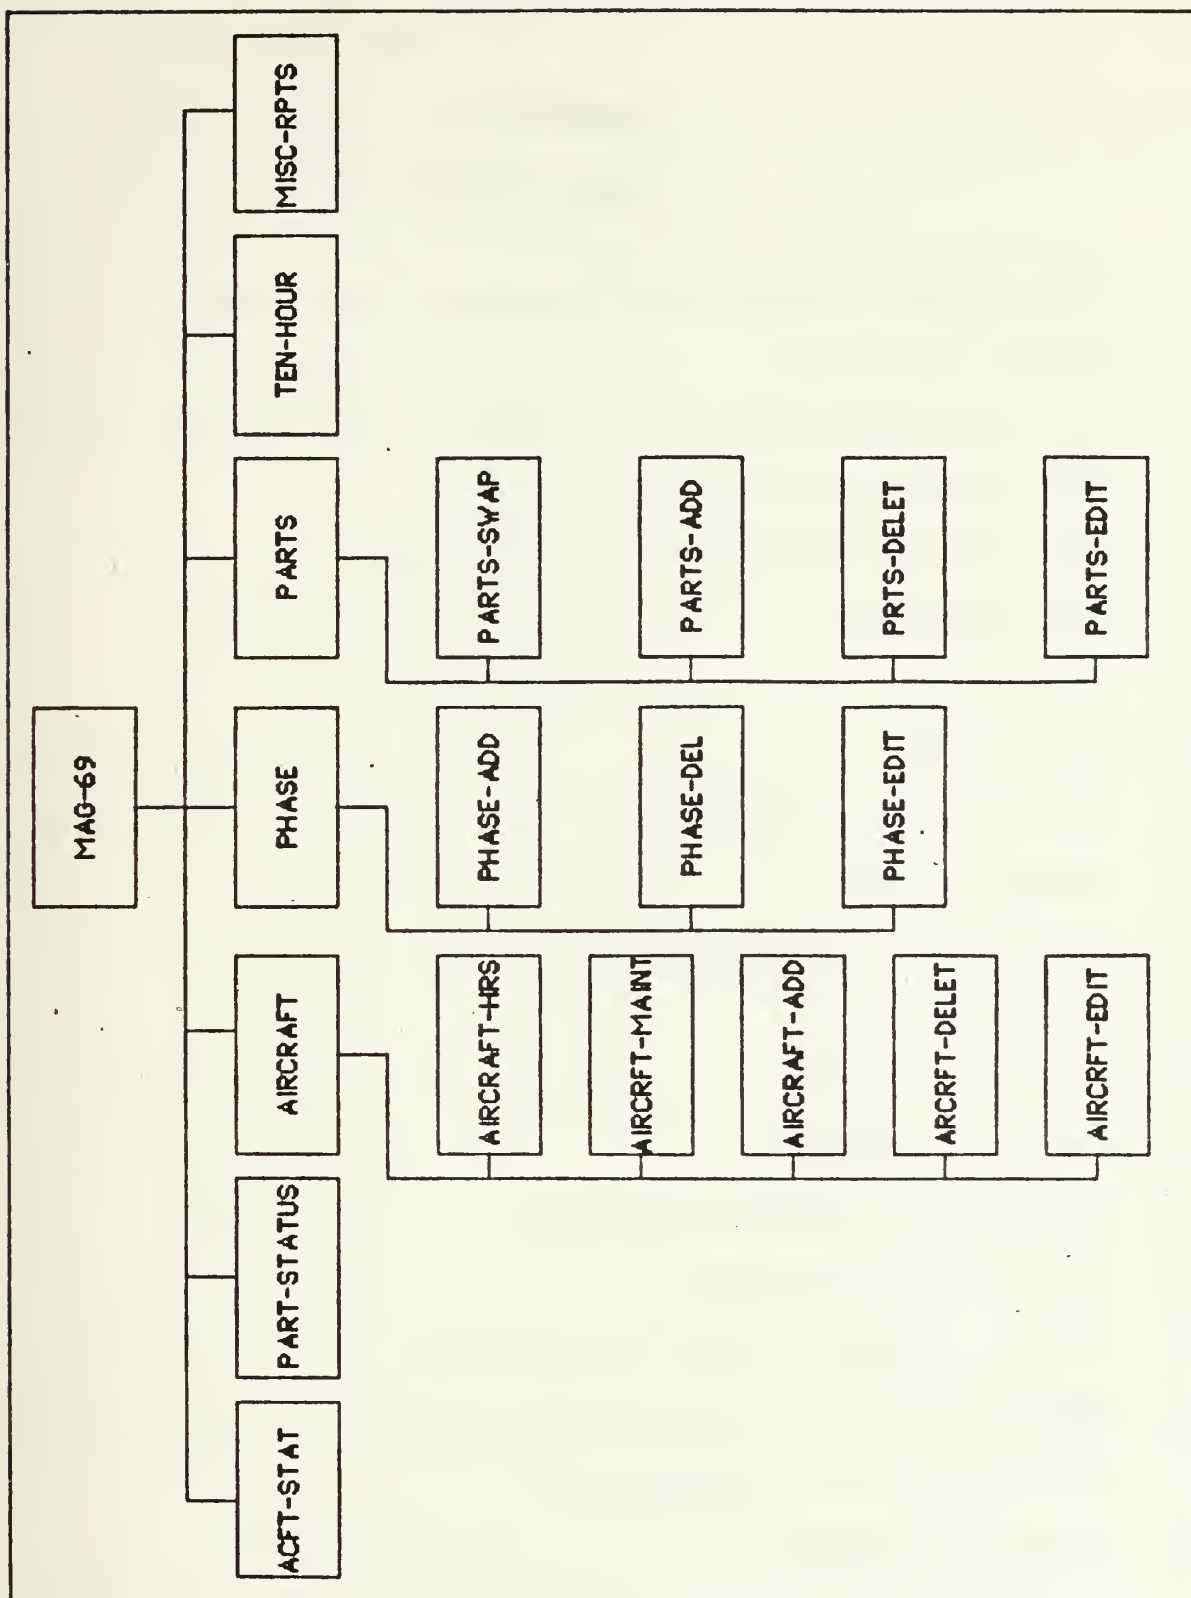 MAG-69
ACFT-STAT
PART-STATUS
AIRCRAFT
PHASE
PARTS
TEN-HOUR
MISC-RPTS
AIRCRAFT-HRS
AIRCRFT-MAINT
AIRCRAFT-ADD
ARCRFT-DELET
AIRCRFT-EDIT
PHASE-ADD
PHASE-DEL
PHASE-EDIT
PARTS-SWAP
PARTS-ADD
PRTS-DELET
PARTS-EDIT